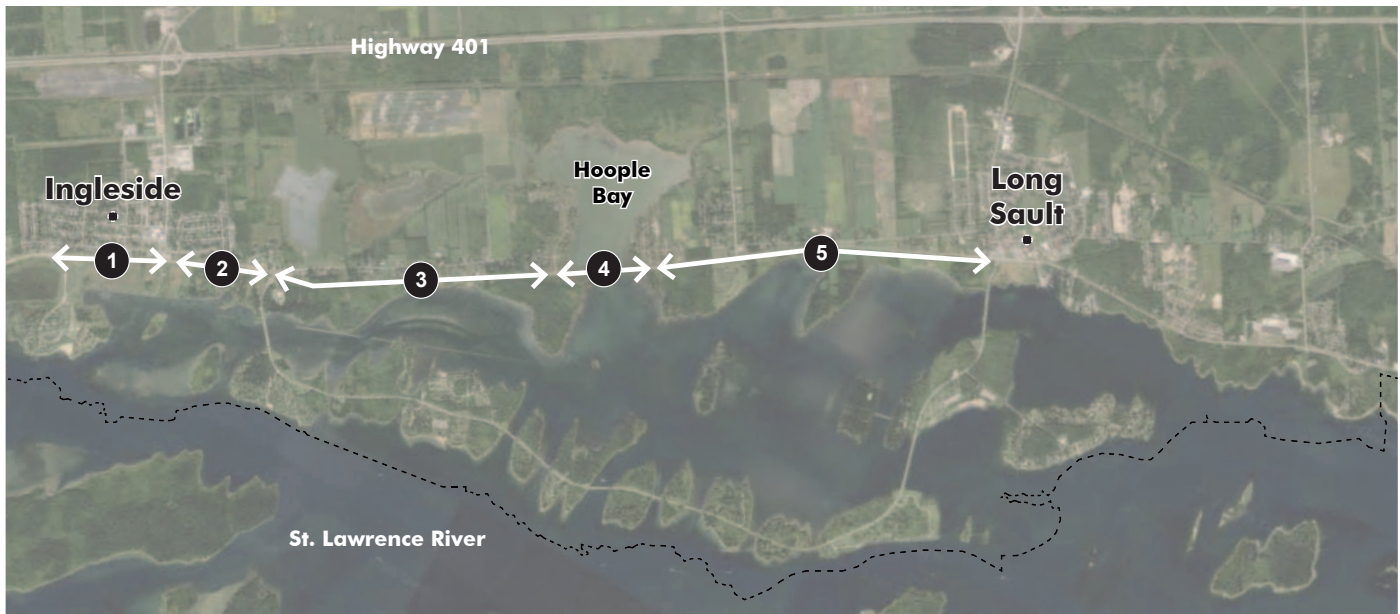 Highway 401
Ingleside
Hoople
Bay
Long
Sault
1
2
3
4
5
St. Lawrence River